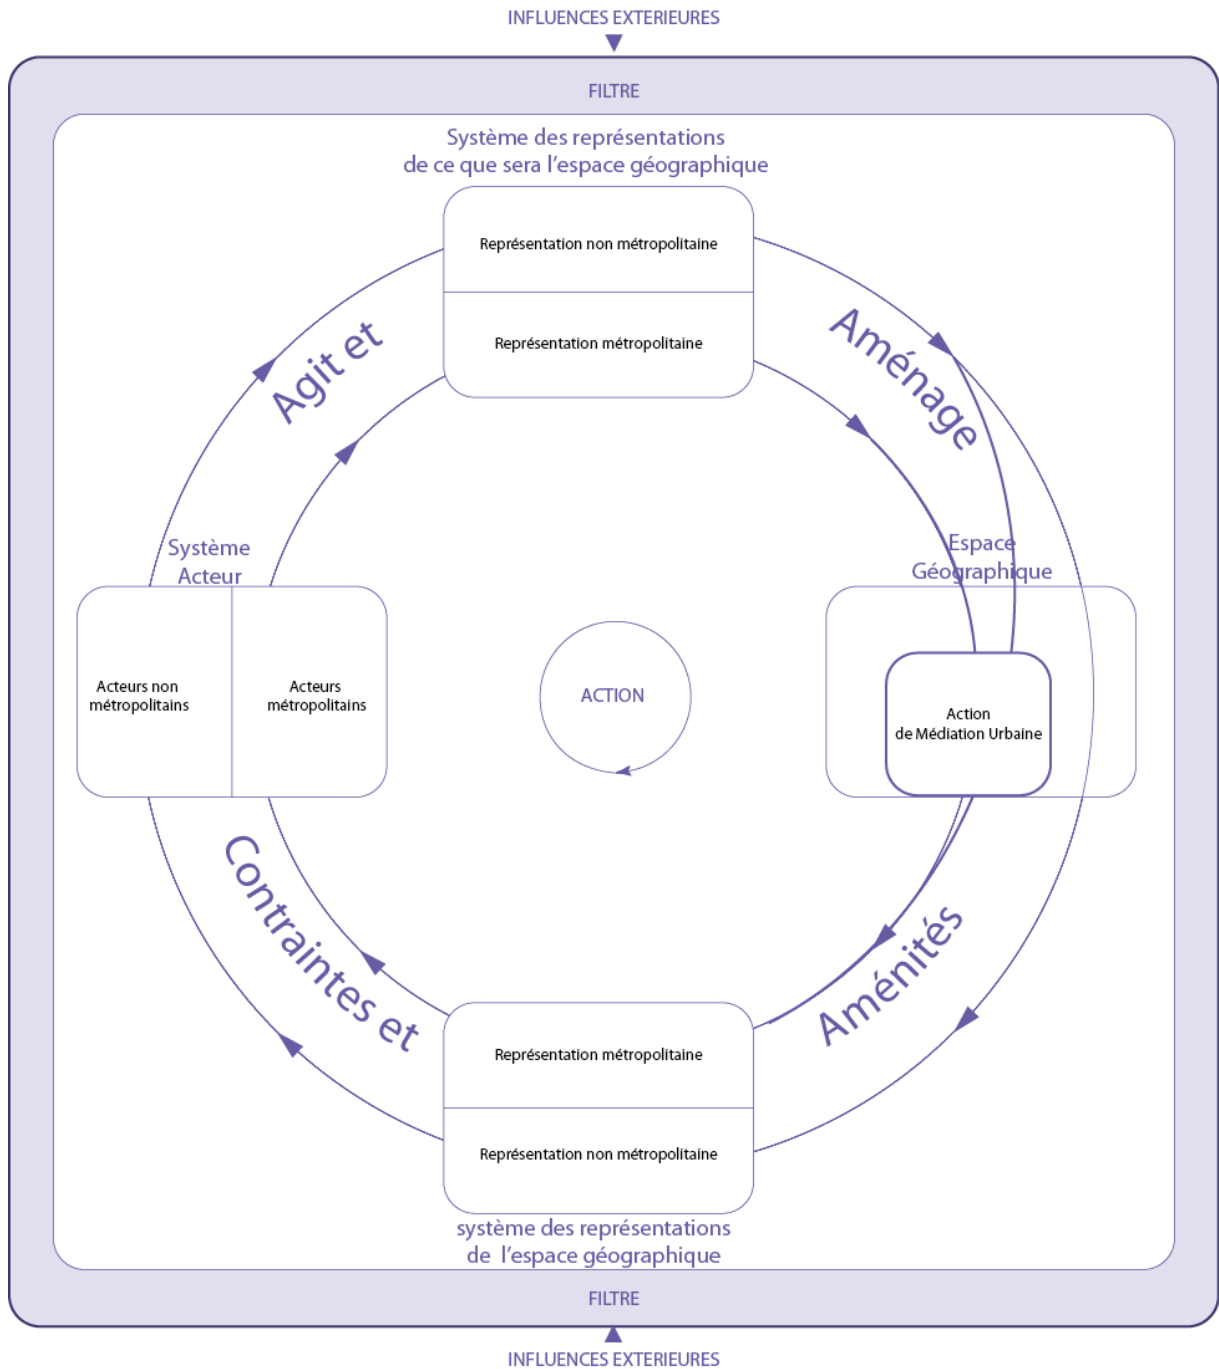 INFLUENCES EXTERIEURES
FILTRE
Système des représentations
de ce que sera l'espace géographique
Représentation non métropolitaine
Représentation métropolitaine
Agit et
Aménage
Système
Acteur
Espace
Géographique
Acteurs non
métropolitains
Acteurs
métropolitains
ACTION
Action
de Médiation Urbaine
Contraintes et
Aménités
Représentation métropolitaine
Représentation non métropolitaine
système des représentations
de l'espace géographique
FILTRE
INFLUENCES EXTERIEURES